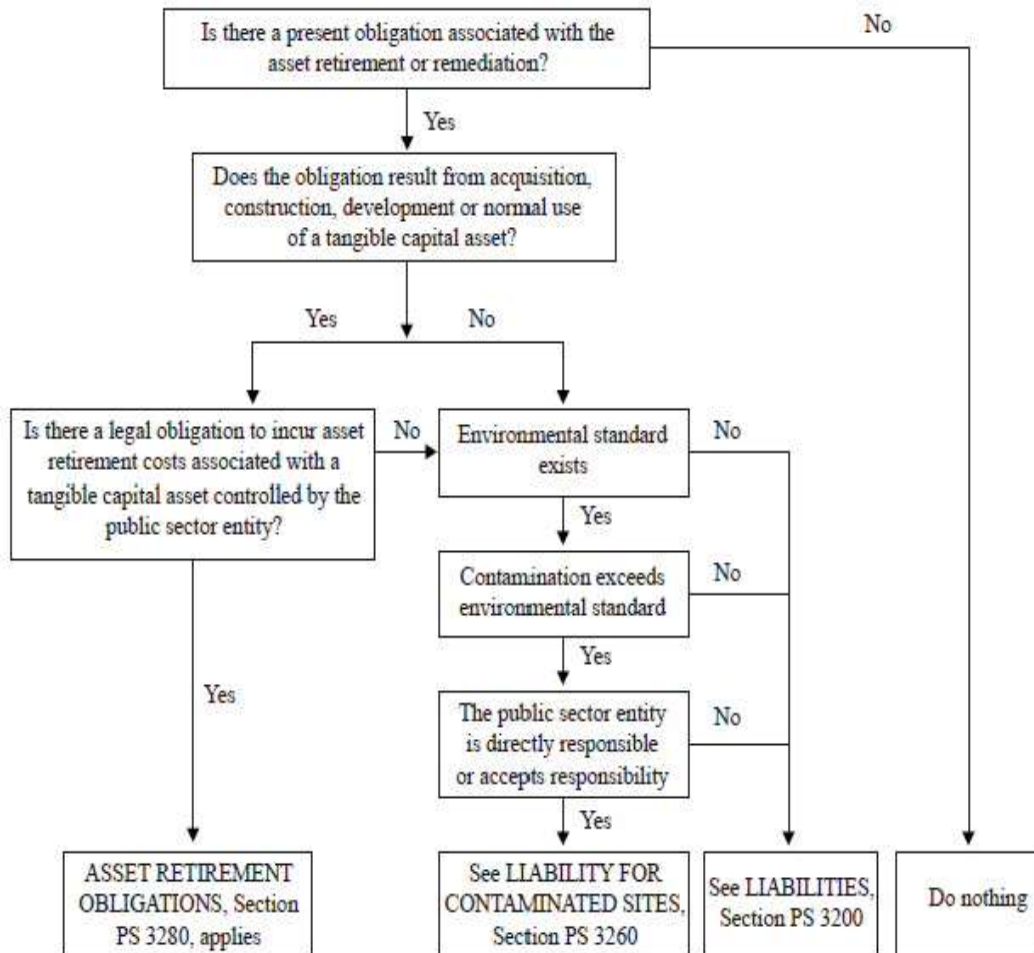 Is there a present obligation associated with the
asset retirement or remediation?
No
Yes
Does the obligation result from acquisition,
construction, development or normal use
of a tangible capital asset?
Yes
No
Is there a legal obligation to incur asset
retirement costs associated with a
tangible capital asset controlled by the
public sector entity?
No
Environmental standard
exists
No
Yes
Contamination exceeds
environmental standard
No
Yes
Yes
The public sector entity
is directly responsible
or accepts responsibility
No
Yes
ASSET RETIREMENT
OBLIGATIONS, Section
PS 3280, applies
See LIABILITY FOR
CONTAMINATED SITES,
Section PS 3260
See LIABILITIES,
Section PS 3200
Do nothing